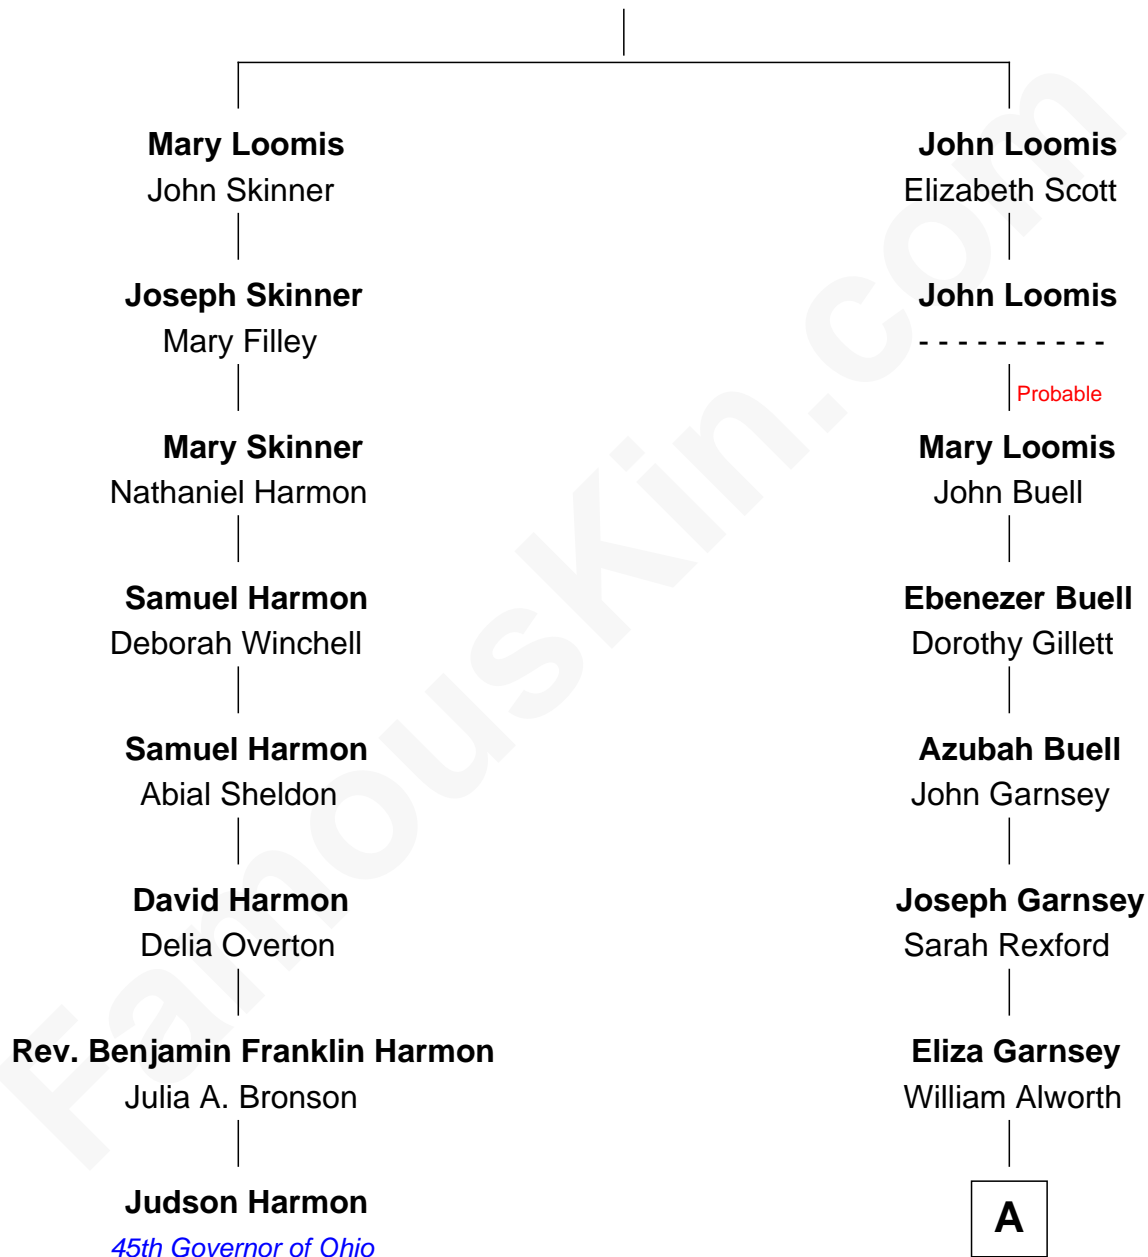 Mary Loomis
John Skinner
Joseph Skinner
Mary Filley
Mary Skinner
Nathaniel Harmon
Samuel Harmon
Deborah Winchell
Samuel Harmon
Abial Sheldon
David Harmon
Delia Overton
Rev. Benjamin Franklin Harmon
Julia A. Bronson
Judson Harmon
45th Governor of Ohio
John Loomis
Elizabeth Scott
John Loomis
- - - - - - - - - -
Probable
Mary Loomis
John Buell
Ebenezer Buell
Dorothy Gillett
Azubah Buell
John Garnsey
Joseph Garnsey
Sarah Rexford
Eliza Garnsey
William Alworth
A
FamousKin.com